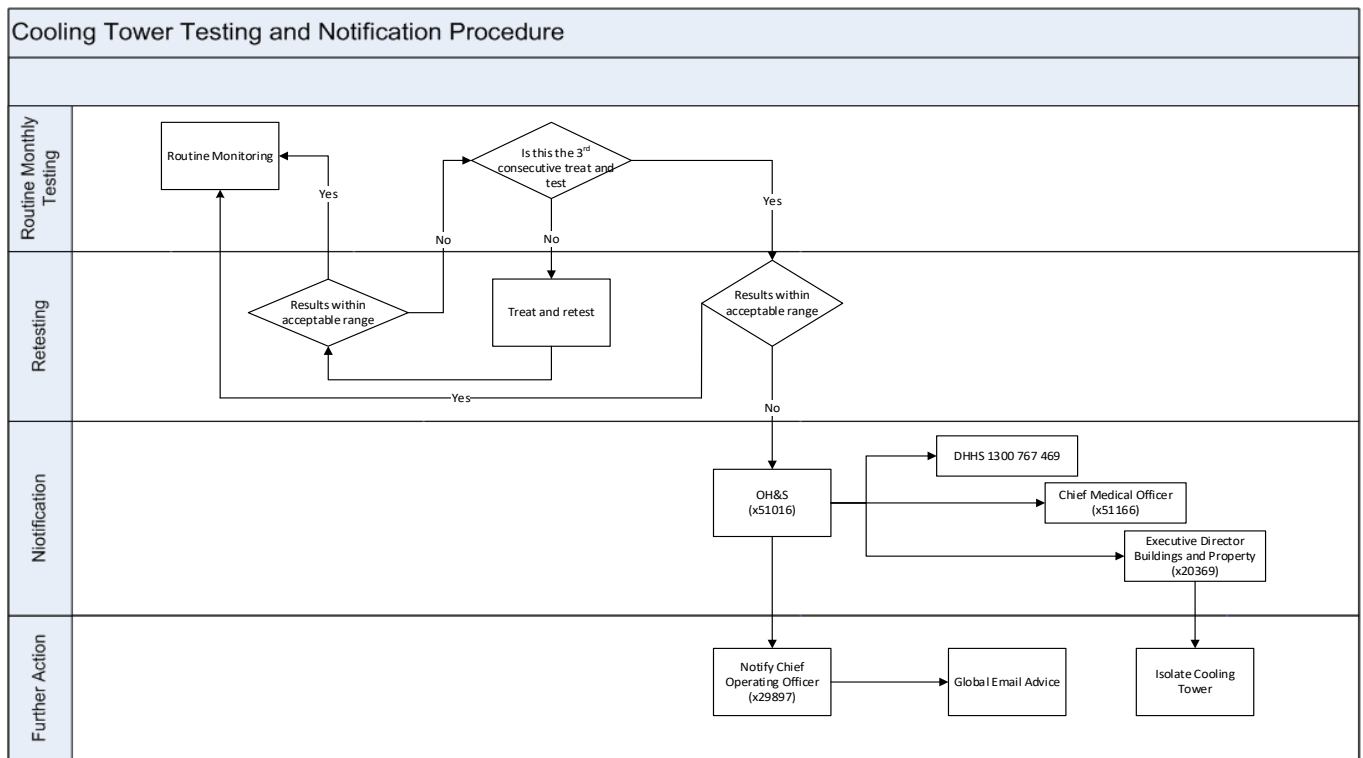 Cooling Tower Testing and Notification Procedure
Routine Monthly
Testing
Routine Monitoring
Is this the 3rd
consecutive treat and
test
Yes
Yes
No
No
Retesting
Results within
acceptable range
Treat and retest
Results within
acceptable range
Yes
No
Niotification
OH&S
(x51016)
DHHS 1300 767 469
Chief Medical Officer
(x51166)
Executive Director
Buildings and Property
(x20369)
Further Action
Notify Chief
Operating Officer
(x29897)
Global Email Advice
Isolate Cooling
Tower